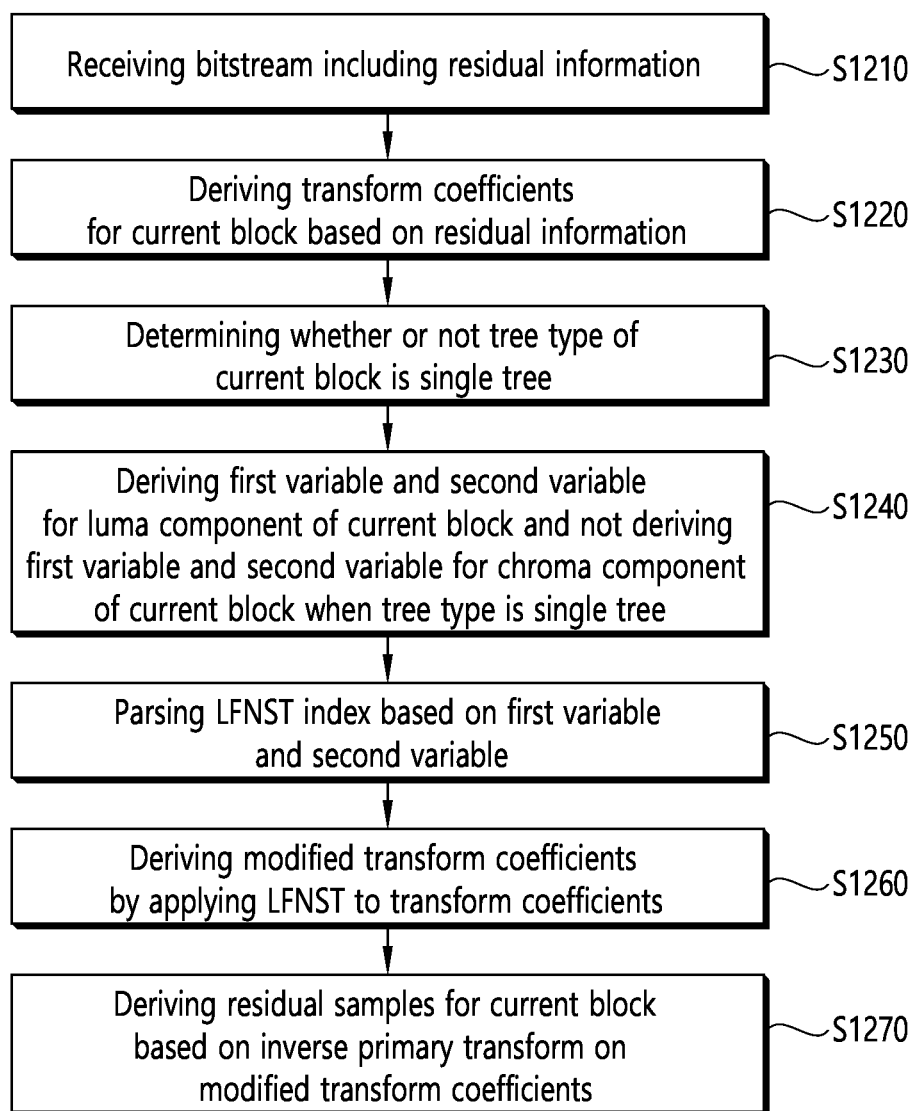 Receiving bitstream including residual information
S1210
Deriving transform coefficients
for current block based on residual information
S1220
Determining whether or not tree type of
current block is single tree
S1230
Deriving first variable and second variable
for luma component of current block and not deriving
first variable and second variable for chroma component
of current block when tree type is single tree
S1240
Parsing LFNST index based on first variable
and second variable
S1250
Deriving modified transform coefficients
by applying LFNST to transform coefficients
S1260
Deriving residual samples for current block
based on inverse primary transform on
modified transform coefficients
S1270